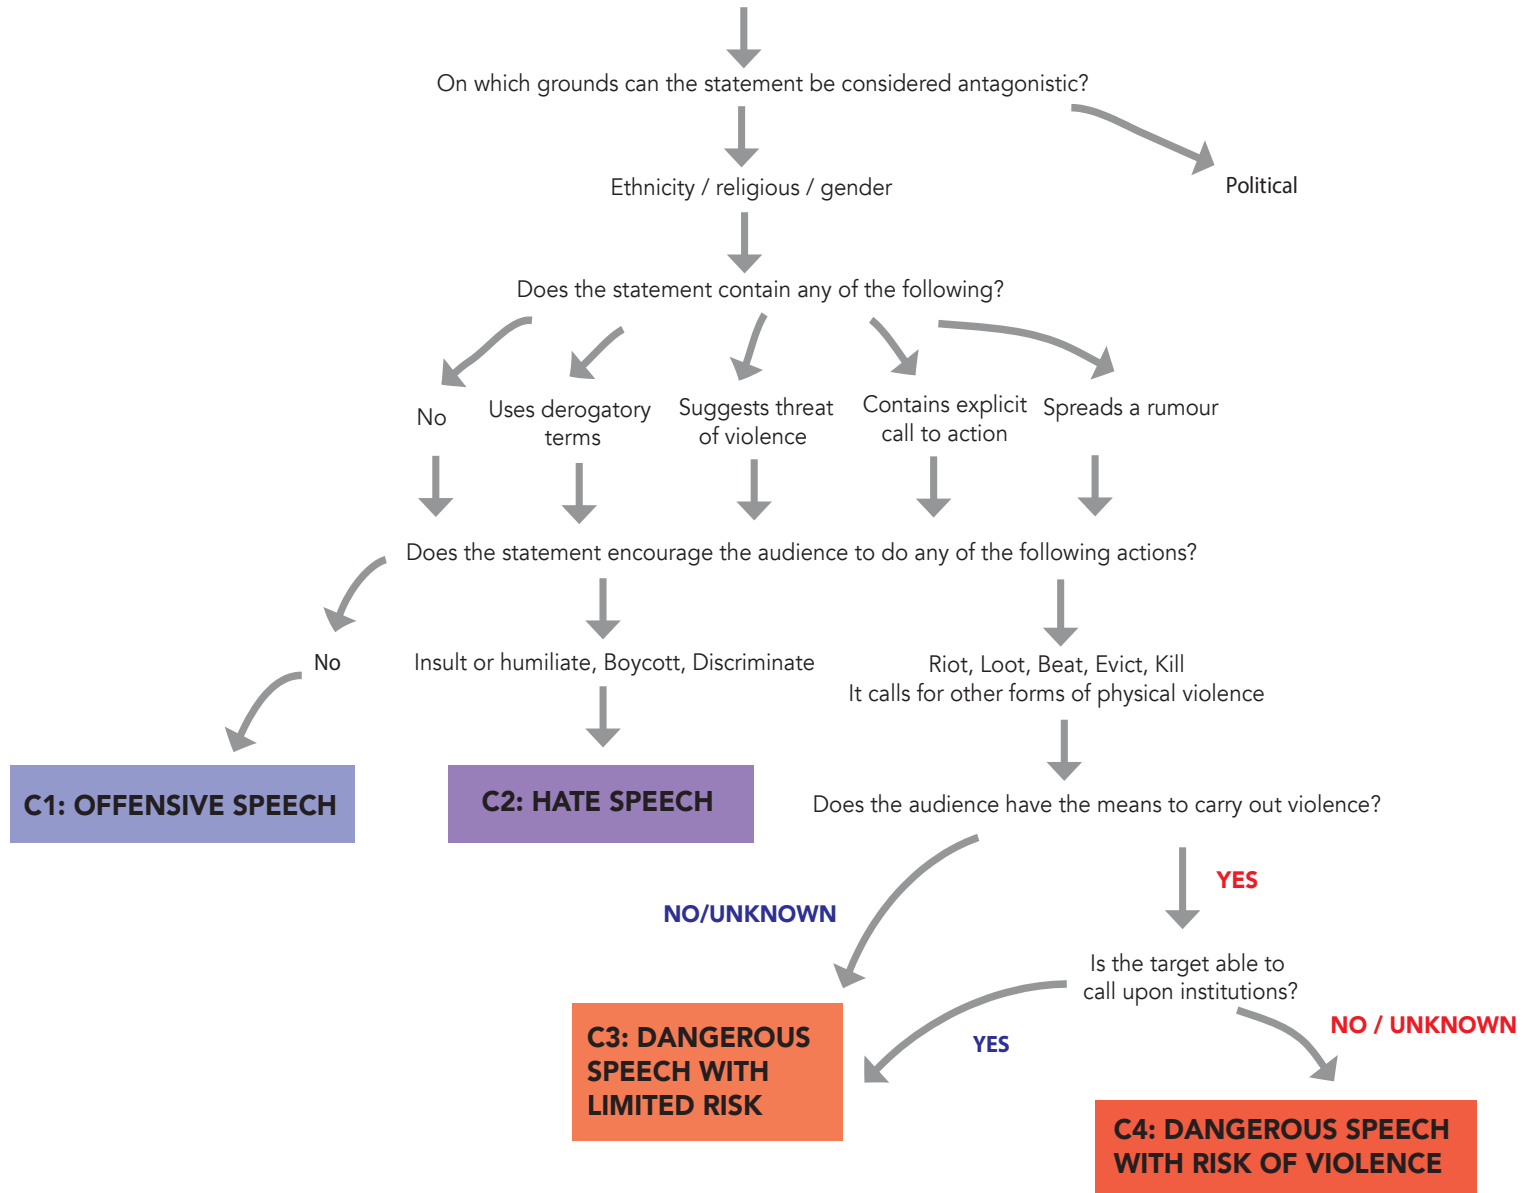 On which grounds can the statement be considered antagonistic?
Ethnicity / religious / gender
Political
Does the statement contain any of the following?
No
Uses derogatory
terms
Suggests threat
of violence
Contains explicit
call to action
Spreads a rumour
Does the statement encourage the audience to do any of the following actions?
No
Insult or humiliate, Boycott, Discriminate
Riot, Loot, Beat, Evict, Kill
It calls for other forms of physical violence
C1: OFFENSIVE SPEECH
C2: HATE SPEECH
Does the audience have the means to carry out violence?
NO/UNKNOWN
YES
Is the target able to
call upon institutions?
YES
NO / UNKNOWN
C3: DANGEROUS
SPEECH WITH
LIMITED RISK
C4: DANGEROUS SPEECH
WITH RISK OF VIOLENCE